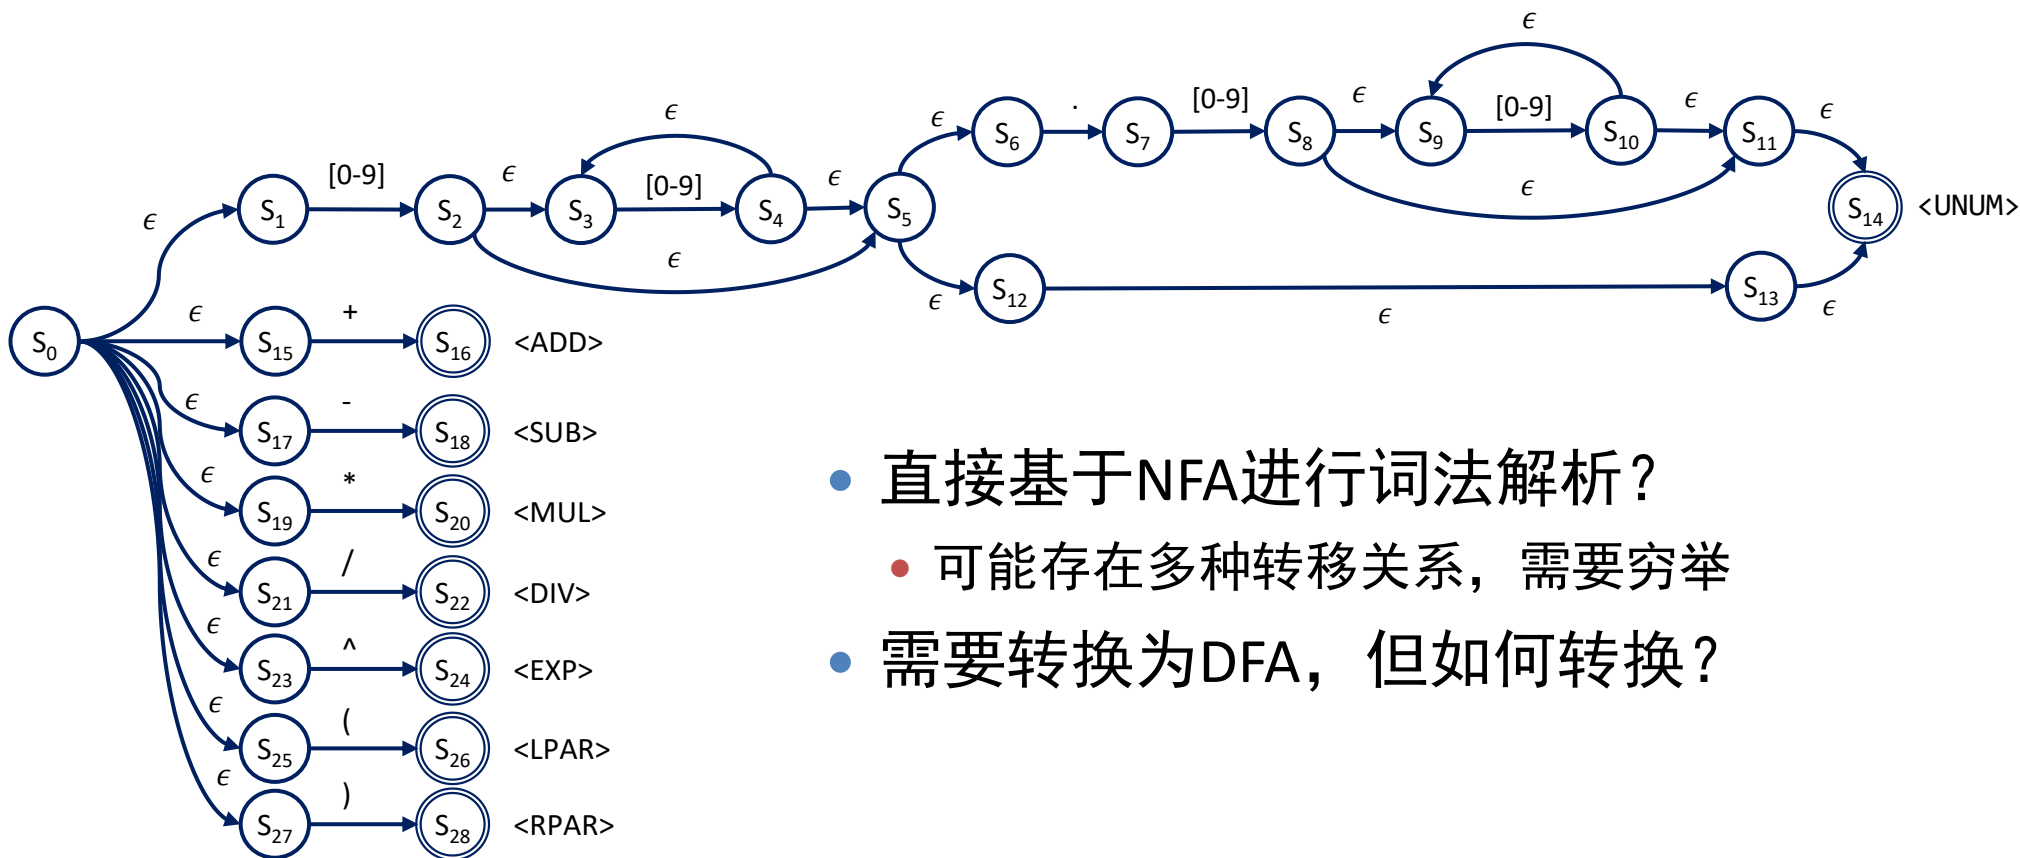 ϵ
ϵ [0-9] ϵ [0-9] ϵ
ϵ S₆ . S₇ [0-9] S₈ ϵ S₉ [0-9] S₁₀ ϵ S₁₁ ϵ
ϵ S₁ [0-9] S₂ ϵ S₃ [0-9] S₄ ϵ S₅ ϵ S₁₄ <UNUM>
ϵ
ϵ S₁₂ ϵ S₁₃ ϵ
S₀ ϵ S₁₅ + S₁₆ <ADD>
ϵ S₁₇ - S₁₈ <SUB>
ϵ S₁₉ * S₂₀ <MUL>
ϵ S₂₁ / S₂₂ <DIV>
ϵ S₂₃ ^ S₂₄ <EXP>
ϵ S₂₅ ( S₂₆ <LPAR>
ϵ S₂₇ ) S₂₈ <RPAR>
• 直接基于NFA进行词法解析？
• 可能存在多种转移关系，需要穷举
• 需要转换为DFA，但如何转换？